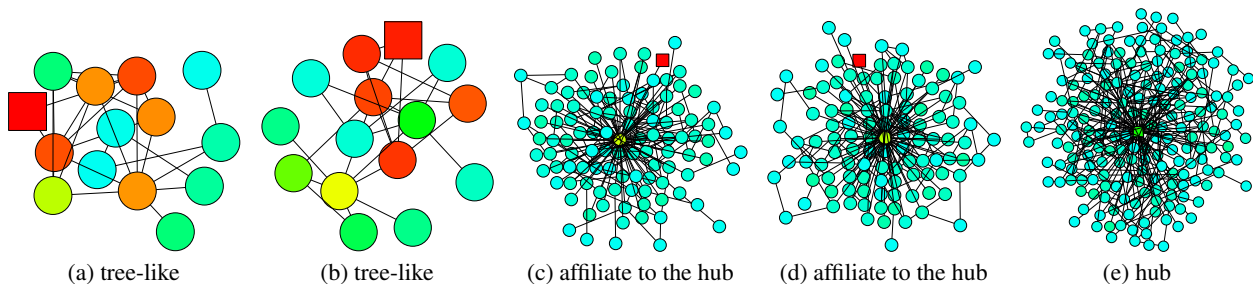 (a) tree-like
(b) tree-like
(c) affiliate to the hub
(d) affiliate to the hub
(e) hub